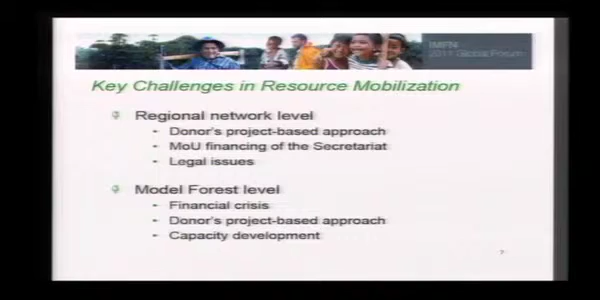 IMFN
2011 Global Forum
Key Challenges in Resource Mobilization
Regional network level
- Donor's project-based approach
- MoU financing of the Secretariat
- Legal issues
Model Forest level
- Financial crisis
- Donor's project-based approach
- Capacity development
7